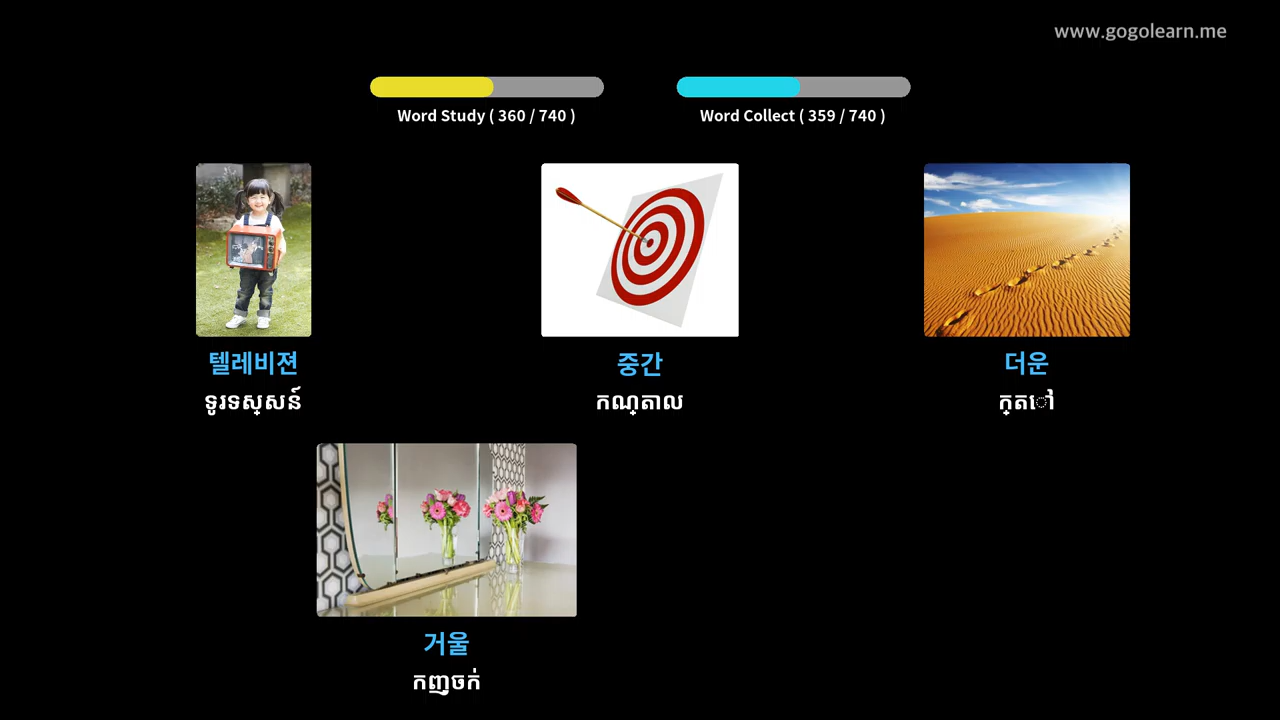 www.gogolearn.me
Word Study ( 360 / 740 )
Word Collect ( 359 / 740 )
텔레비젼
중간
더운
ទូរទស្សន៍
កណ្តាល
ក្តៅ
거울
កញ្ចក់